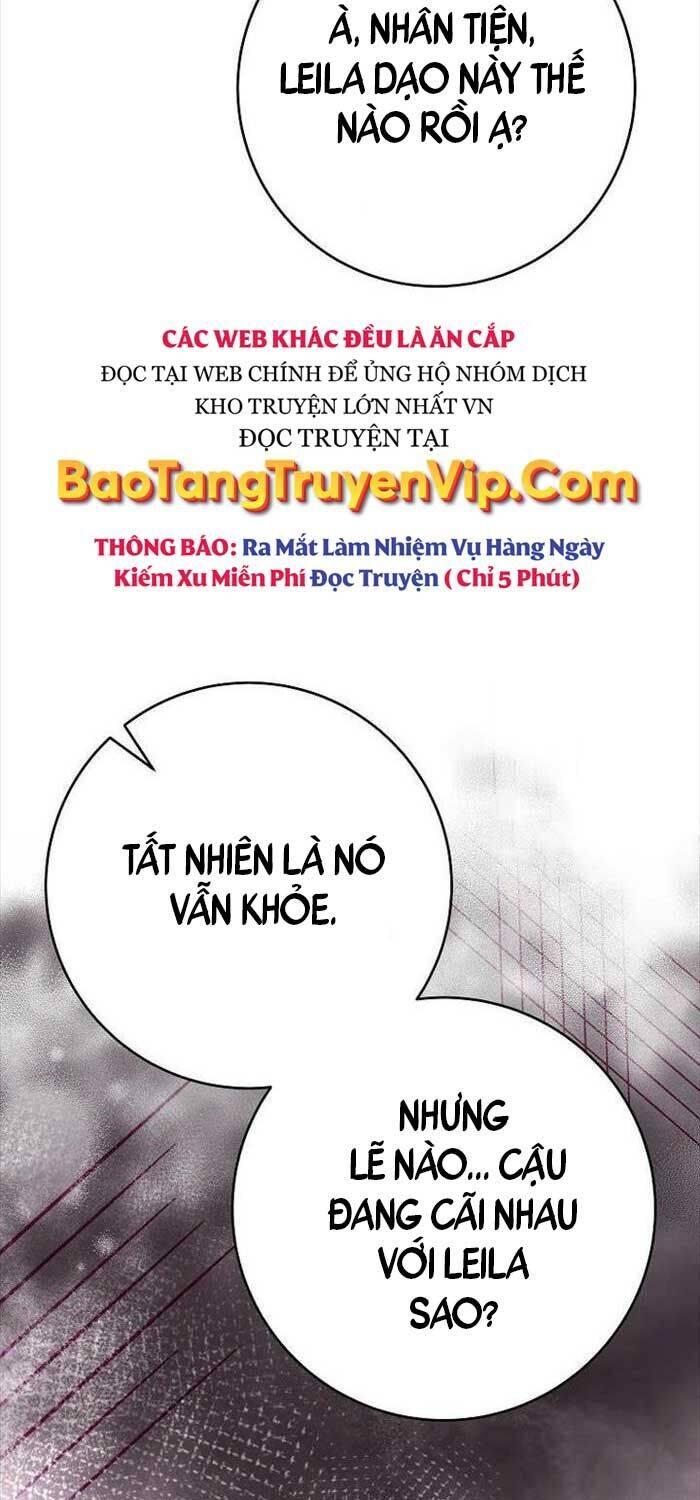 À, NHÂN TIỆN,
LEILA DẠO NÀY THẾ
NÀO RỒI Ạ?
CÁC WEB KHÁC ĐỀU LÀ ĂN CẮP
ĐỌC TẠI WEB CHÍNH ĐỂ ỦNG HỘ NHÓM DỊCH
KHO TRUYỆN LỚN NHẤT VN
ĐỌC TRUYỆN TẠI
BaoTangTruyenVip.Com
THÔNG BÁO: Ra Mắt Làm Nhiệm Vụ Hàng Ngày
Kiếm Xu Miễn Phí Đọc Truyện ( Chỉ 5 Phút)
TẤT NHIÊN LÀ NÓ
VẪN KHỎE.
NHƯNG
LẼ NÀO... CẬU
ĐANG CÃI NHAU
VỚI LEILA
SAO?